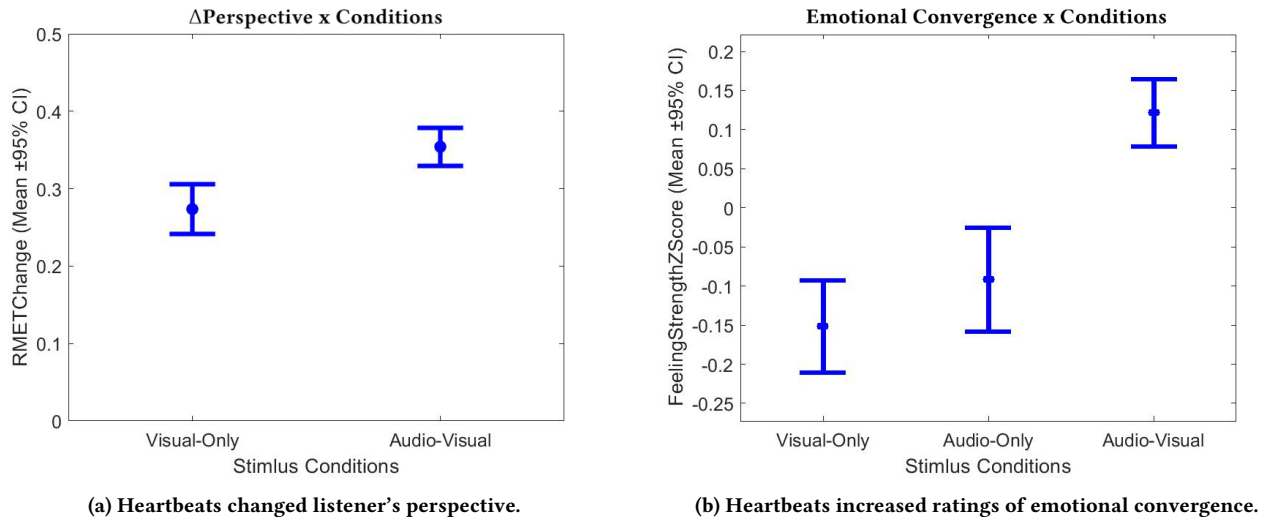 ΔPerspective x Conditions
0.5
0.4
0.3
0.2
0.1
0
RMETChange (Mean ±95% CI)
Visual-Only
Audio-Visual
Stimlus Conditions
(a) Heartbeats changed listener's perspective.
Emotional Convergence x Conditions
0.2
0.15
0.1
0.05
0
-0.05
-0.1
-0.15
-0.2
-0.25
FeelingStrengthZScore (Mean ±95% CI)
Visual-Only
Audio-Only
Audio-Visual
Stimlus Conditions
(b) Heartbeats increased ratings of emotional convergence.